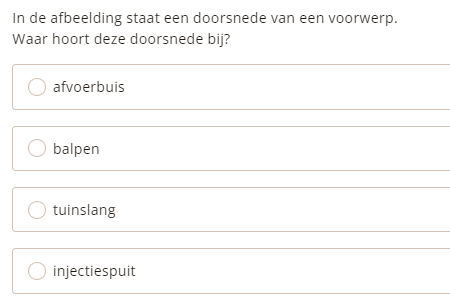 In de afbeelding staat een doorsnede van een voorwerp.
Waar hoort deze doorsnede bij?
afvoerbuis
balpen
tuinslang
injectiespuit